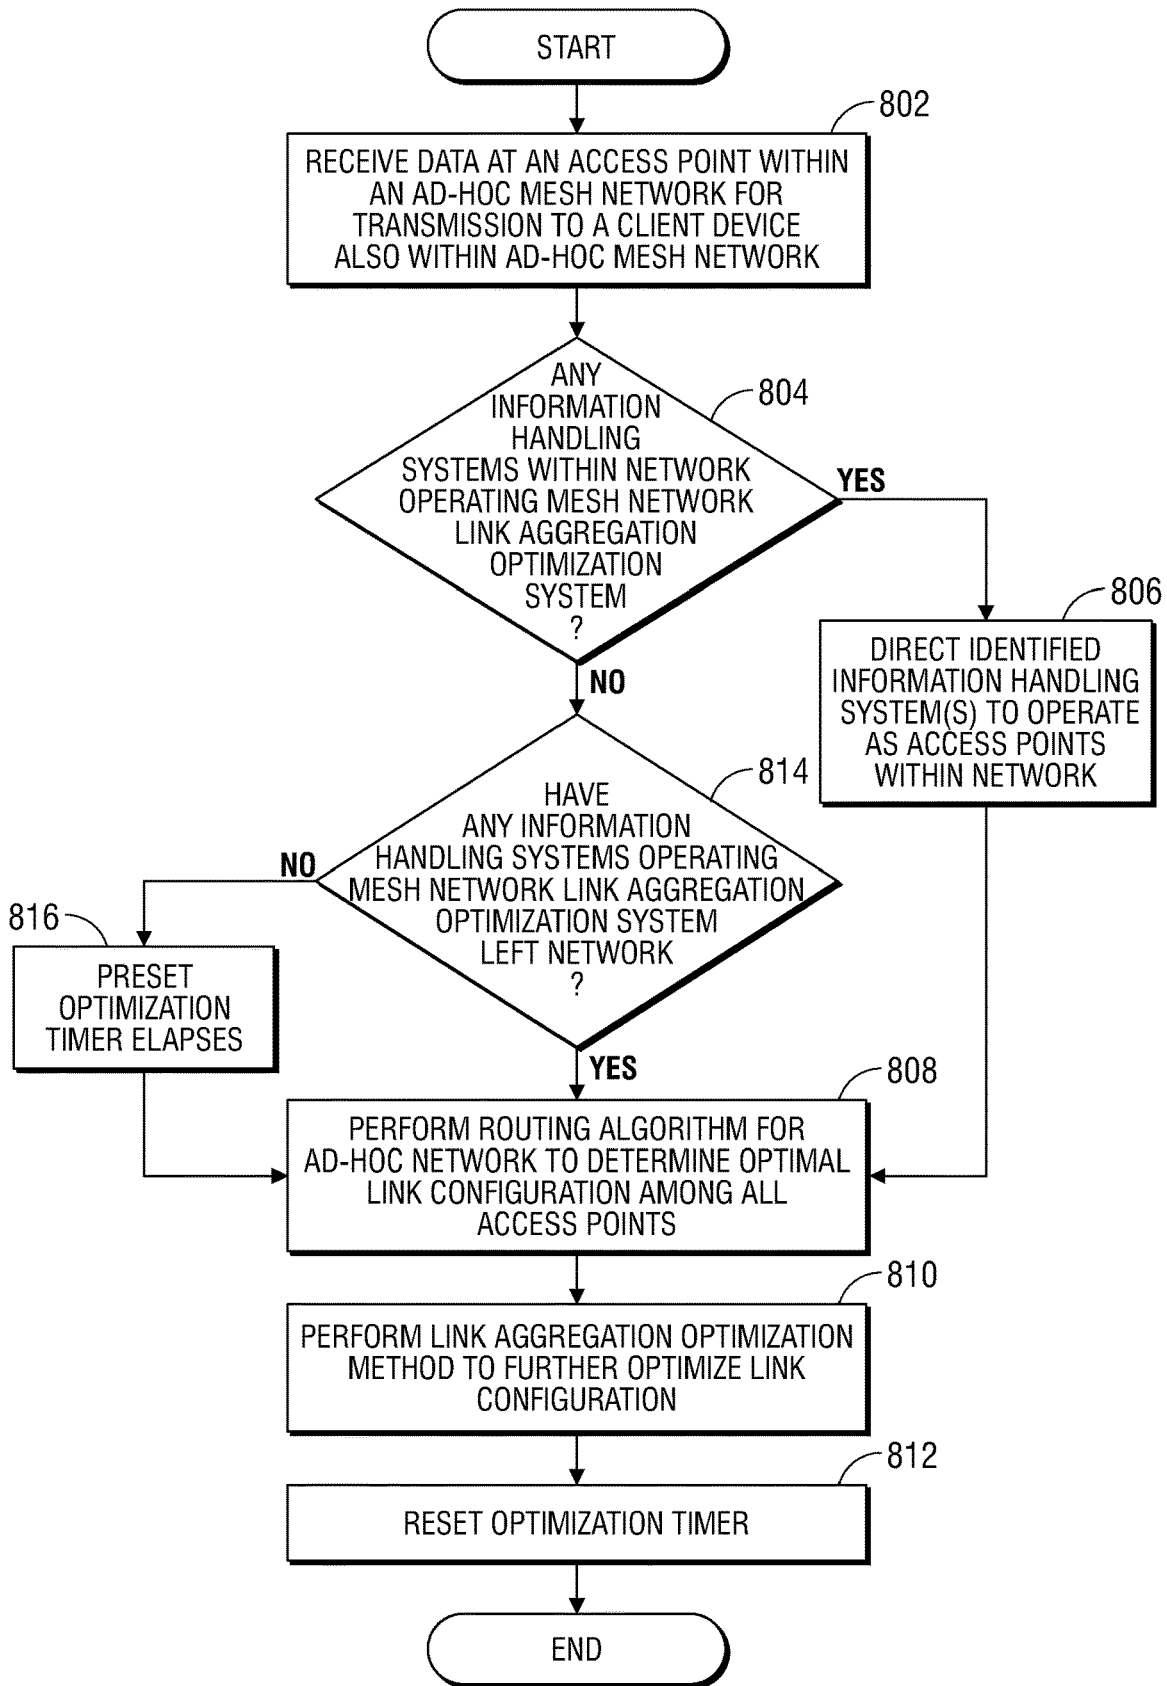 START
802
RECEIVE DATA AT AN ACCESS POINT WITHIN
AN AD-HOC MESH NETWORK FOR
TRANSMISSION TO A CLIENT DEVICE
ALSO WITHIN AD-HOC MESH NETWORK
804
ANY
INFORMATION
HANDLING
SYSTEMS WITHIN NETWORK
OPERATING MESH NETWORK
LINK AGGREGATION
OPTIMIZATION
SYSTEM
?
YES
NO
806
DIRECT IDENTIFIED
INFORMATION HANDLING
SYSTEM(S) TO OPERATE
AS ACCESS POINTS
WITHIN NETWORK
814
HAVE
ANY INFORMATION
HANDLING SYSTEMS OPERATING
MESH NETWORK LINK AGGREGATION
OPTIMIZATION SYSTEM
LEFT NETWORK
?
NO
YES
816
PRESET
OPTIMIZATION
TIMER ELAPSES
808
PERFORM ROUTING ALGORITHM FOR
AD-HOC NETWORK TO DETERMINE OPTIMAL
LINK CONFIGURATION AMONG ALL
ACCESS POINTS
810
PERFORM LINK AGGREGATION OPTIMIZATION
METHOD TO FURTHER OPTIMIZE LINK
CONFIGURATION
812
RESET OPTIMIZATION TIMER
END